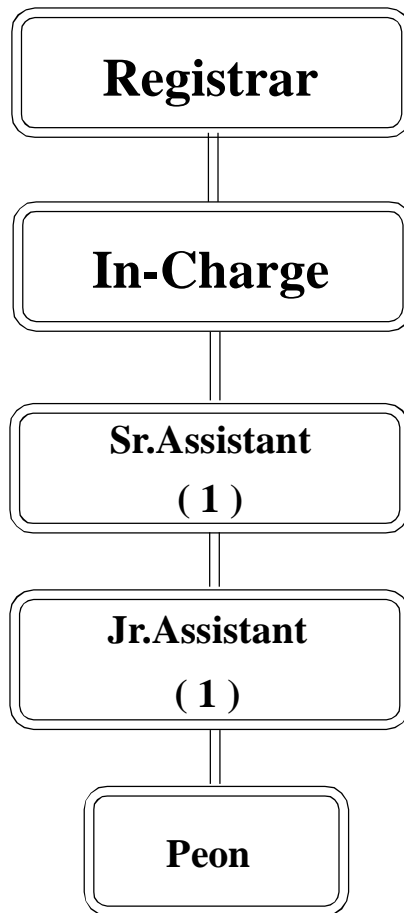 Registrar
In-Charge
Sr.Assistant
( 1 )
Jr.Assistant
( 1 )
Peon